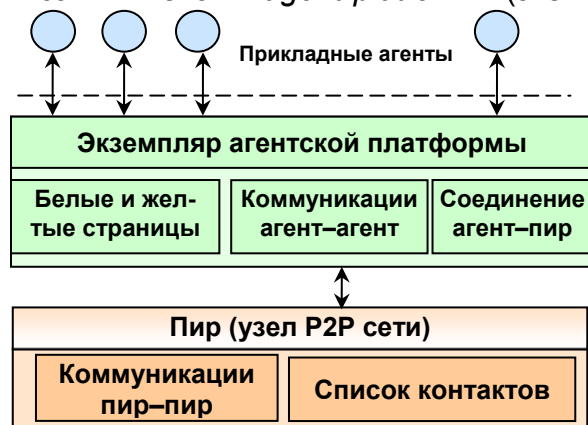 Прикладные агенты
Экземпляр агентской платформы
Белые и жел-
тые страницы
Коммуникации
агент–агент
Соединение
агент–пир
Пир (узел P2P сети)
Коммуникации
пир–пир
Список контактов